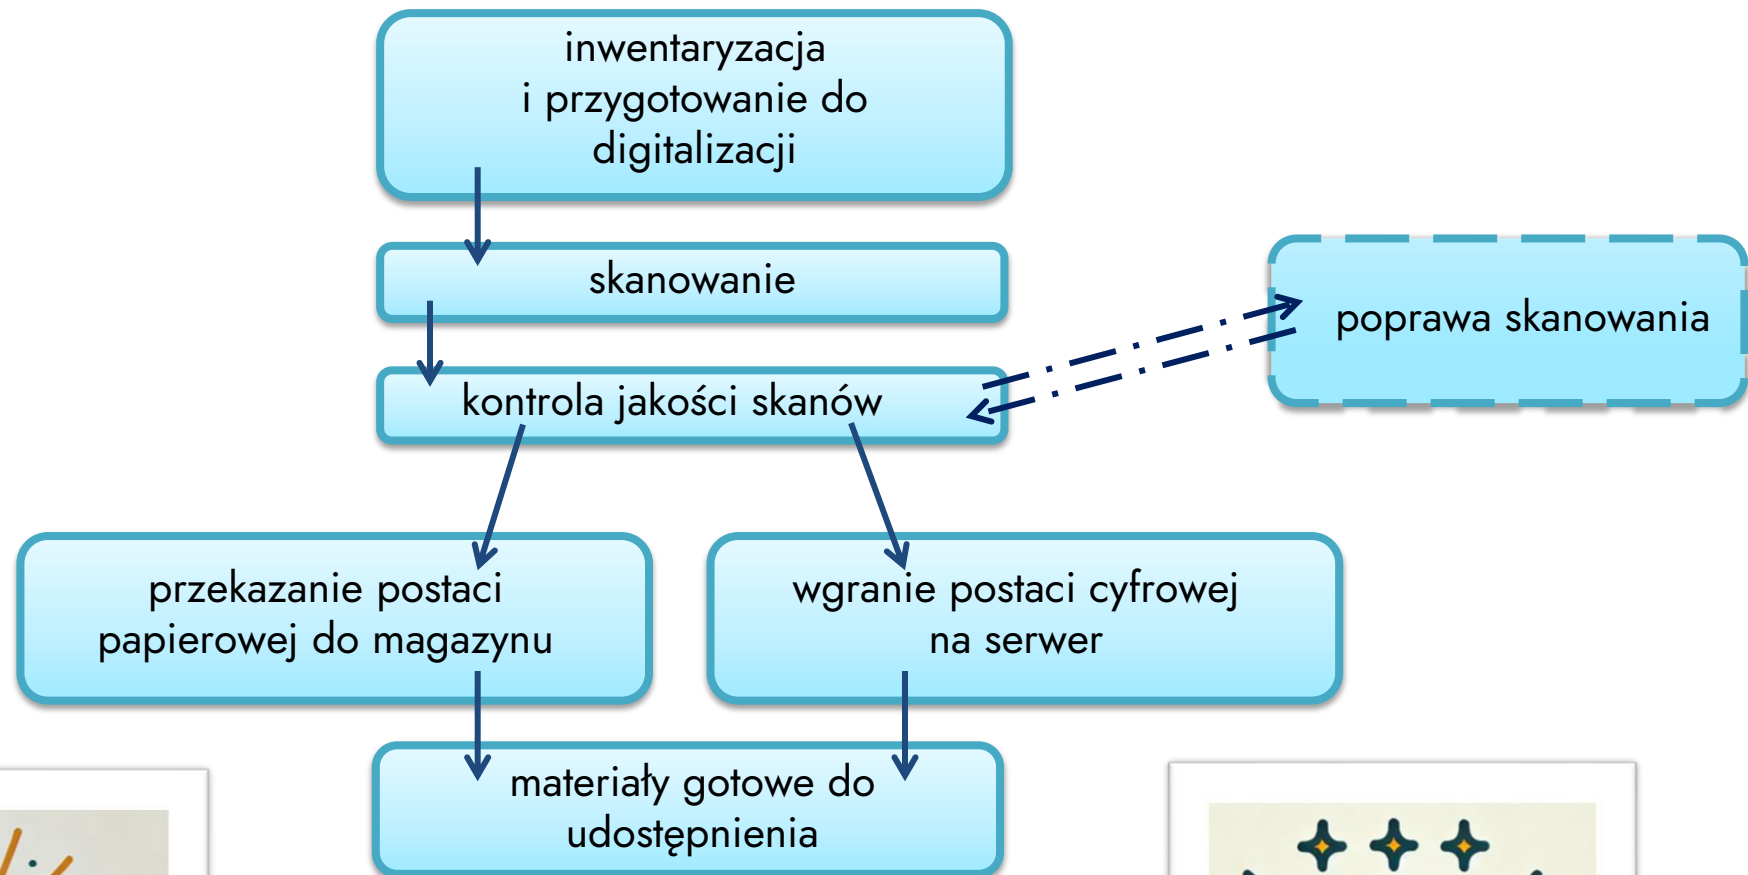 inwentaryzacja
i przygotowanie do
digitalizacji
skanowanie
poprawa skanowania
kontrola jakości skanów
przekazanie postaci
papierowej do magazynu
wgranie postaci cyfrowej
na serwer
materiały gotowe do
udostępnienia